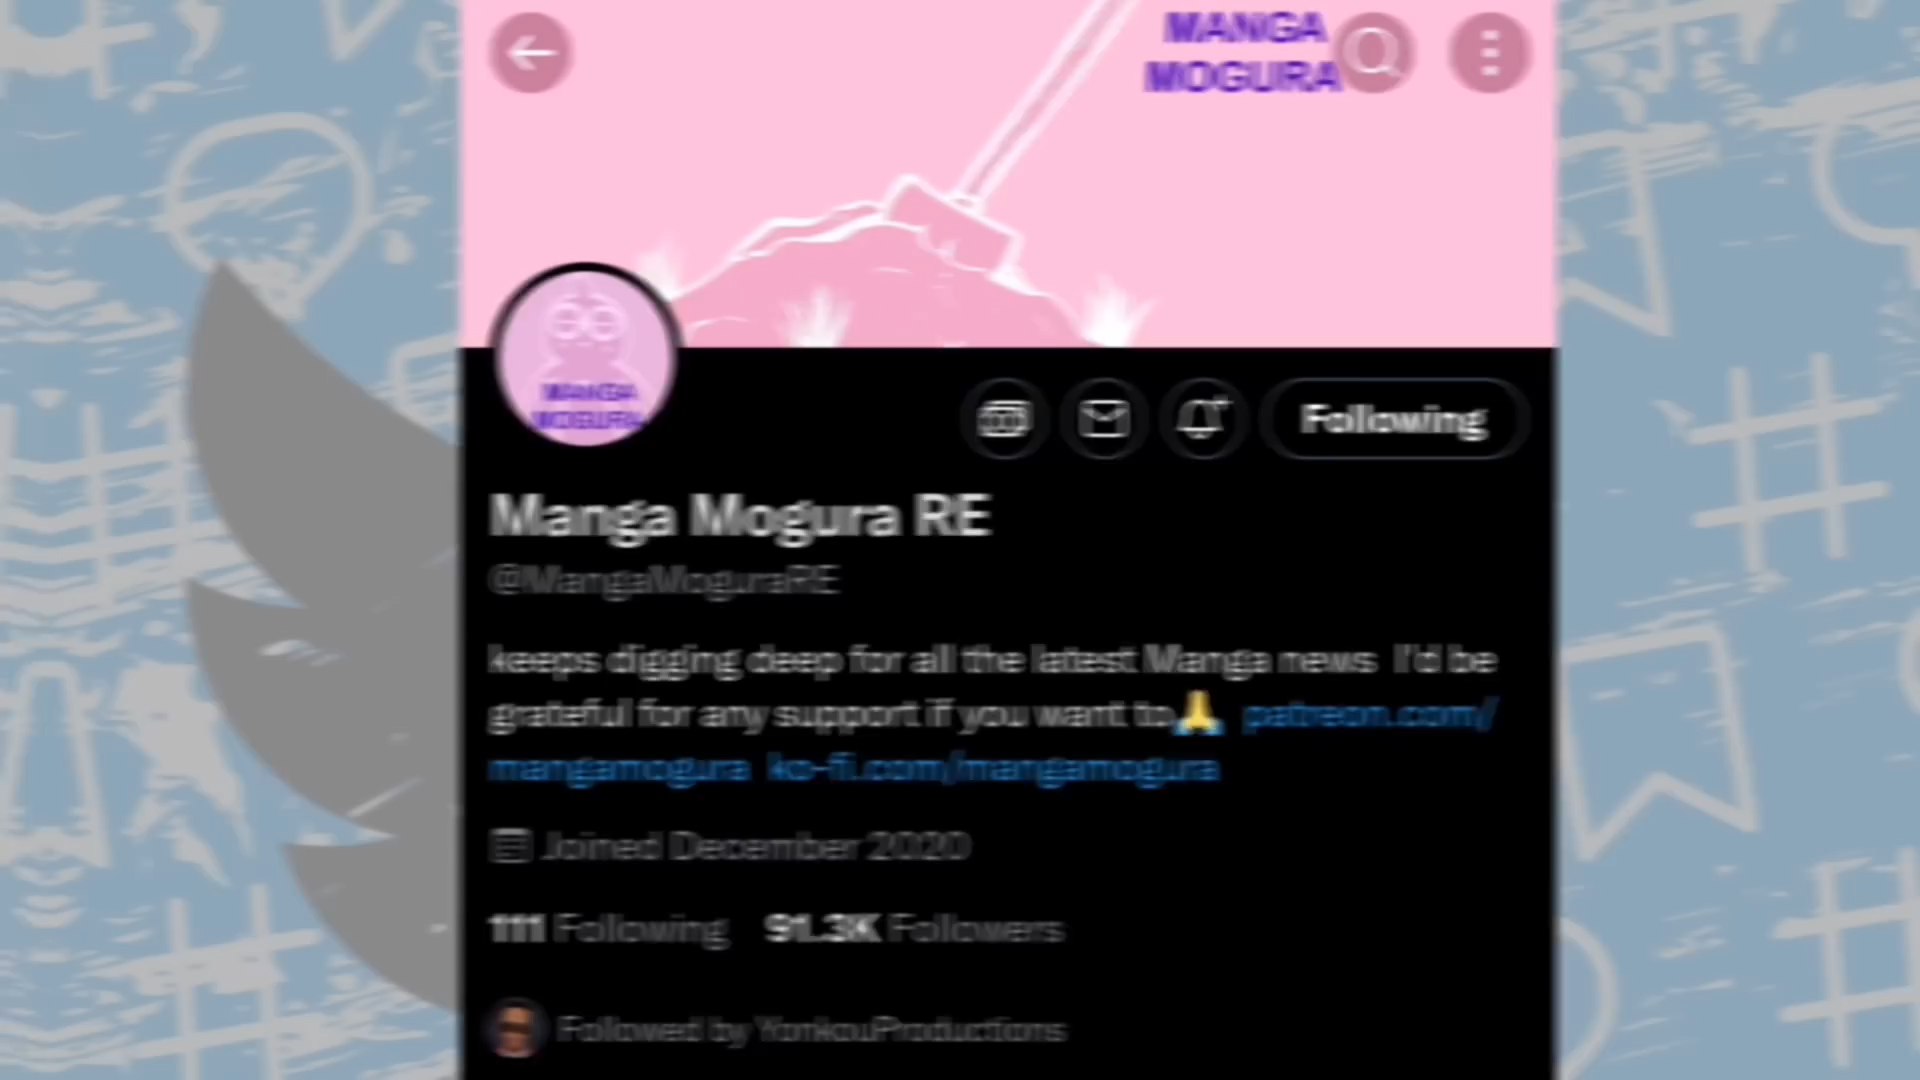 MANGA
MOGURA
MANGA
MOGURA
Following
Manga Mogura RE
@MangaMoguraRE
keeps digging deep for all the latest Manga news I'd be
grateful for any support if you want to🙏 patreon.com/
mangamogura ko-fi.com/mangamogura
Joined December 2020
111 Following 91.3K Followers
Followed by YonkouProductions